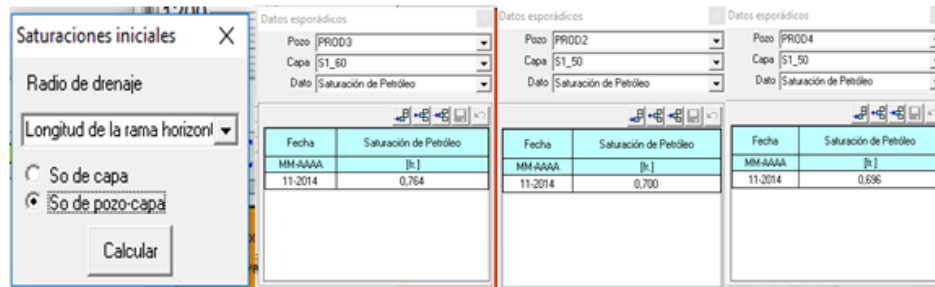 Saturaciones iniciales
Radio de drenaje
Longitud de la rama horizont
So de capa
So de pozo-capa
Calcular
Datos esporádicos
Pozo PROD3
Capa S1_60
Dato Saturación de Petróleo
Fecha Saturación de Petróleo
MM-AAAA [fr.]
11-2014 0,764
Datos esporádicos
Pozo PROD2
Capa S1_50
Dato Saturación de Petróleo
Fecha Saturación de Petróleo
MM-AAAA [fr.]
11-2014 0,700
Datos esporádicos
Pozo PROD4
Capa S1_50
Dato Saturación de Petróleo
Fecha Saturación de Petróleo
MM-AAAA [fr.]
11-2014 0,696